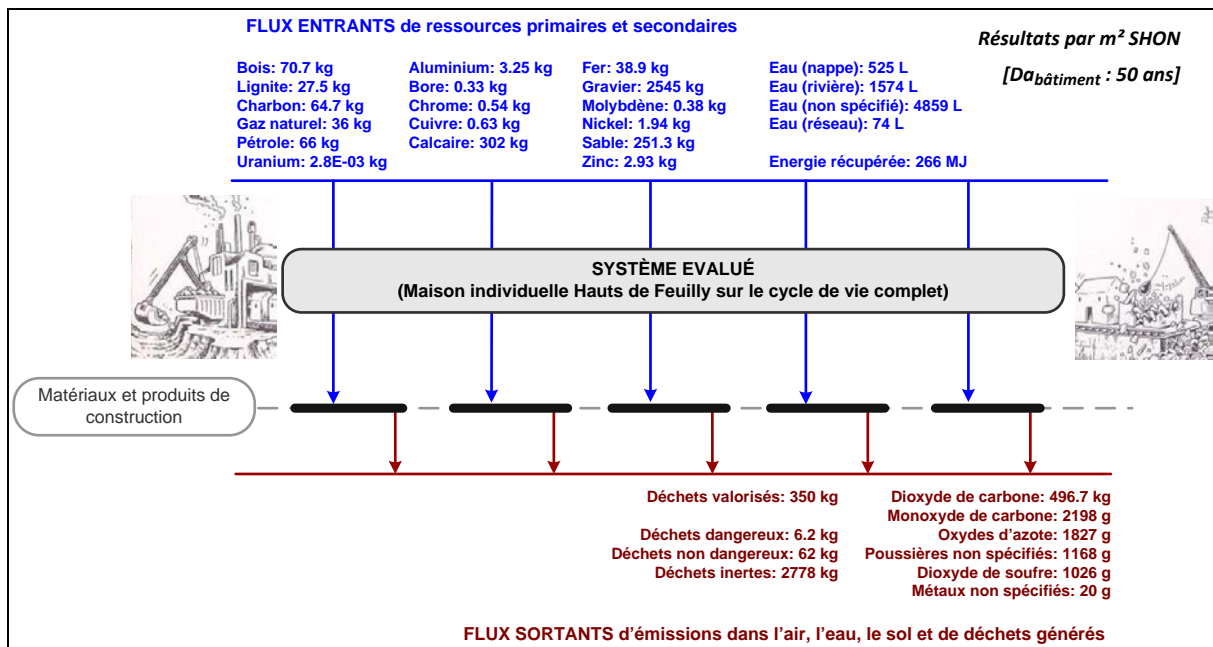 FLUX ENTRANTS de ressources primaires et secondaires
Résultats par m² SHON
[Da bâtiment : 50 ans]
Bois: 70.7 kg
Lignite: 27.5 kg
Charbon: 64.7 kg
Gaz naturel: 36 kg
Pétrole: 66 kg
Uranium: 2.8E-03 kg
Aluminium: 3.25 kg
Bore: 0.33 kg
Chrome: 0.54 kg
Cuivre: 0.63 kg
Calcaire: 302 kg
Fer: 38.9 kg
Gravier: 2545 kg
Molybdène: 0.38 kg
Nickel: 1.94 kg
Sable: 251.3 kg
Zinc: 2.93 kg
Eau (nappe): 525 L
Eau (rivière): 1574 L
Eau (non spécifié): 4859 L
Eau (réseau): 74 L
Energie récupérée: 266 MJ
SYSTÈME EVALUÉ
(Maison individuelle Hauts de Feuilly sur le cycle de vie complet)
Matériaux et produits de
construction
Déchets valorisés: 350 kg
Déchets dangereux: 6.2 kg
Déchets non dangereux: 62 kg
Déchets inertes: 2778 kg
Dioxyde de carbone: 496.7 kg
Monoxyde de carbone: 2198 g
Oxydes d'azote: 1827 g
Poussières non spécifiés: 1168 g
Dioxyde de soufre: 1026 g
Métaux non spécifiés: 20 g
FLUX SORTANTS d'émissions dans l'air, l'eau, le sol et de déchets générés